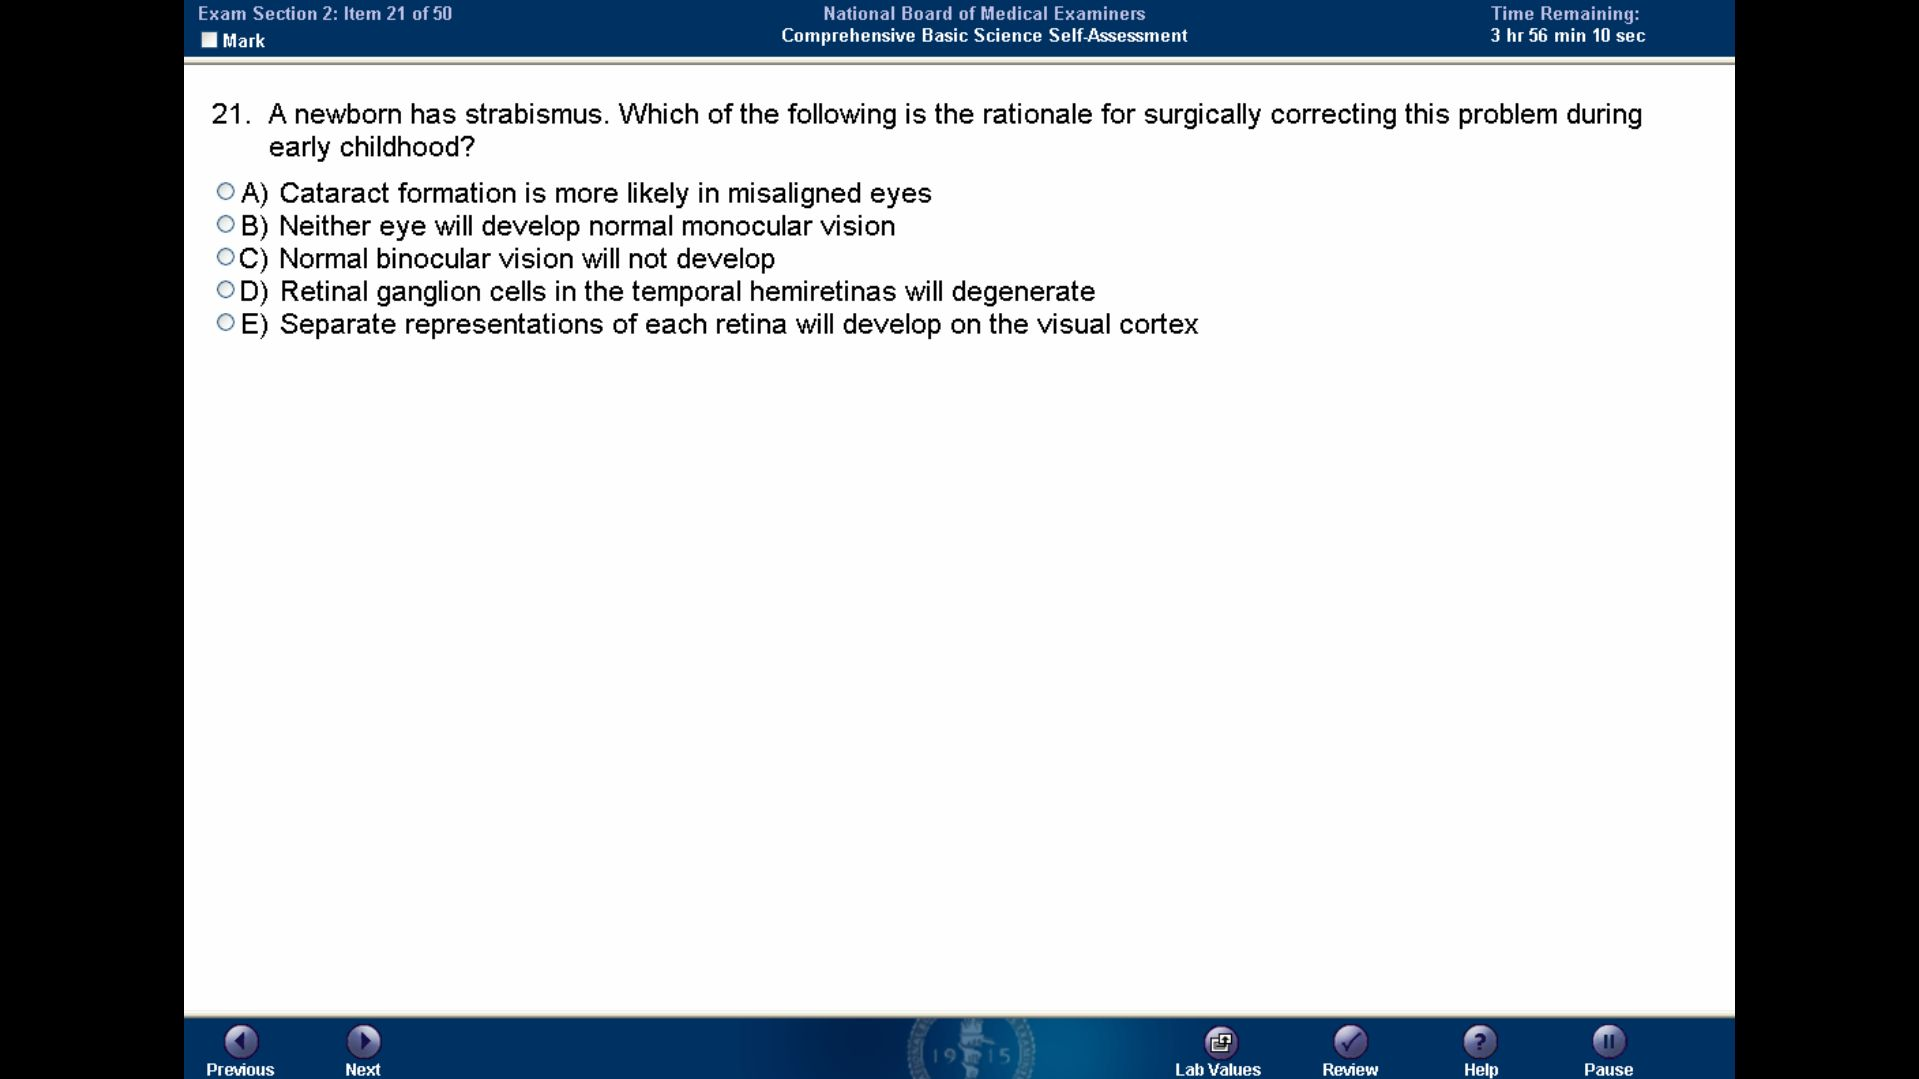 Exam Section 2: Item 21 of 50
National Board of Medical Examiners
Time Remaining:
Mark
Comprehensive Basic Science Self-Assessment
3 hr 56 min 10 sec
21. A newborn has strabismus. Which of the following is the rationale for surgically correcting this problem during
early childhood?
A) Cataract formation is more likely in misaligned eyes
B) Neither eye will develop normal monocular vision
C) Normal binocular vision will not develop
D) Retinal ganglion cells in the temporal hemiretinas will degenerate
E) Separate representations of each retina will develop on the visual cortex
19 15
Previous
Next
Lab Values
Review
Help
Pause